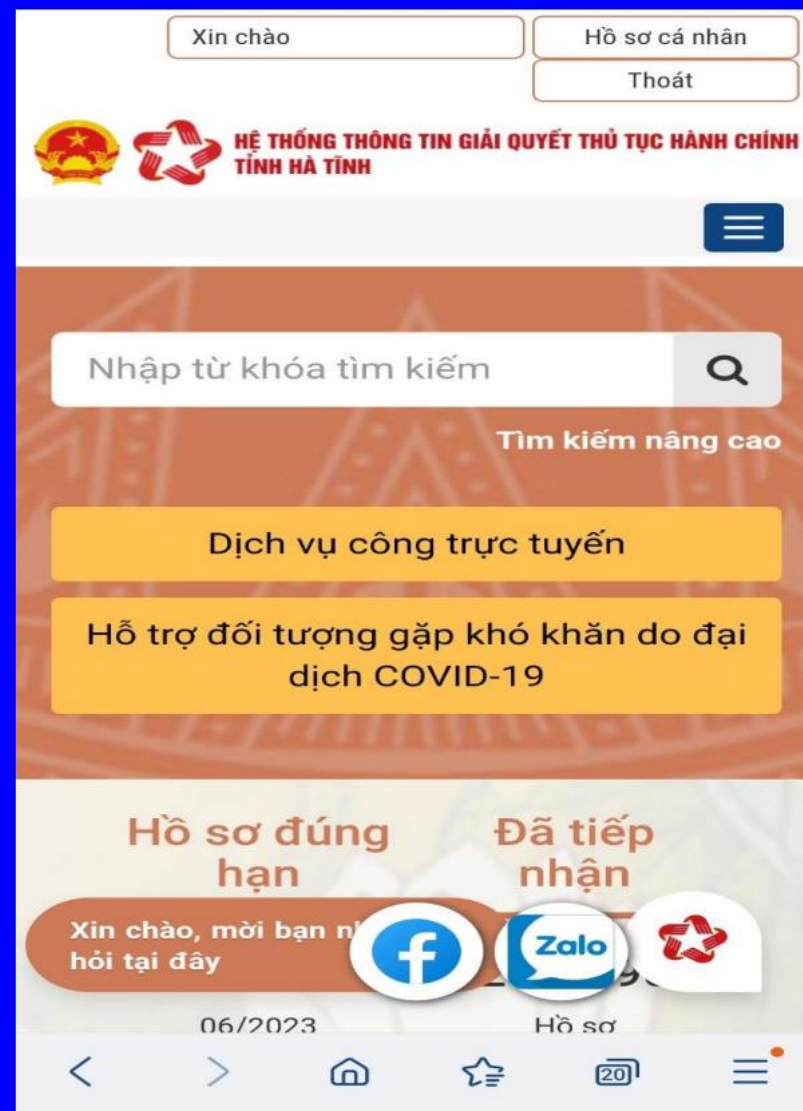 Xin chào
Hồ sơ cá nhân
Thoát
HỆ THỐNG THÔNG TIN GIẢI QUYẾT THỦ TỤC HÀNH CHÍNH
TỈNH HÀ TĨNH
Nhập từ khóa tìm kiếm
Tìm kiếm nâng cao
Dịch vụ công trực tuyến
Hỗ trợ đối tượng gặp khó khăn do đại
dịch COVID-19
Hồ sơ đúng
hạn
Đã tiếp
nhận
Xin chào, mời bạn
hỏi tại đây
Zalo
06/2023
Hồ sơ
20